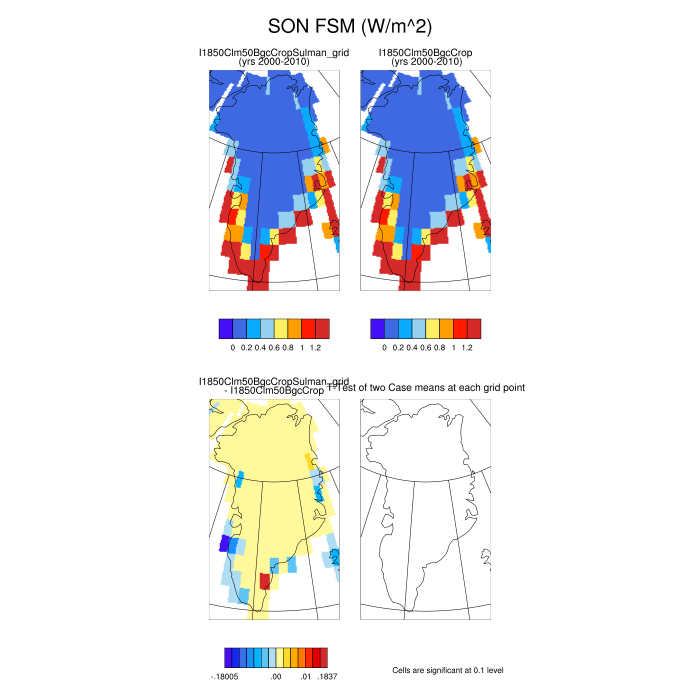 SON FSM (W/m^2)
I1850Clm50BgcCropSulman_grid
(yrs 2000-2010)
I1850Clm50BgcCrop
(yrs 2000-2010)
0 0.2 0.4 0.6 0.8 1 1.2
0 0.2 0.4 0.6 0.8 1 1.2
I1850Clm50BgcCropSulman_grid
- I1850Clm50BgcCrop
T-Test of two Case means at each grid point
-.18005 .00 .01 .1837
Cells are significant at 0.1 level